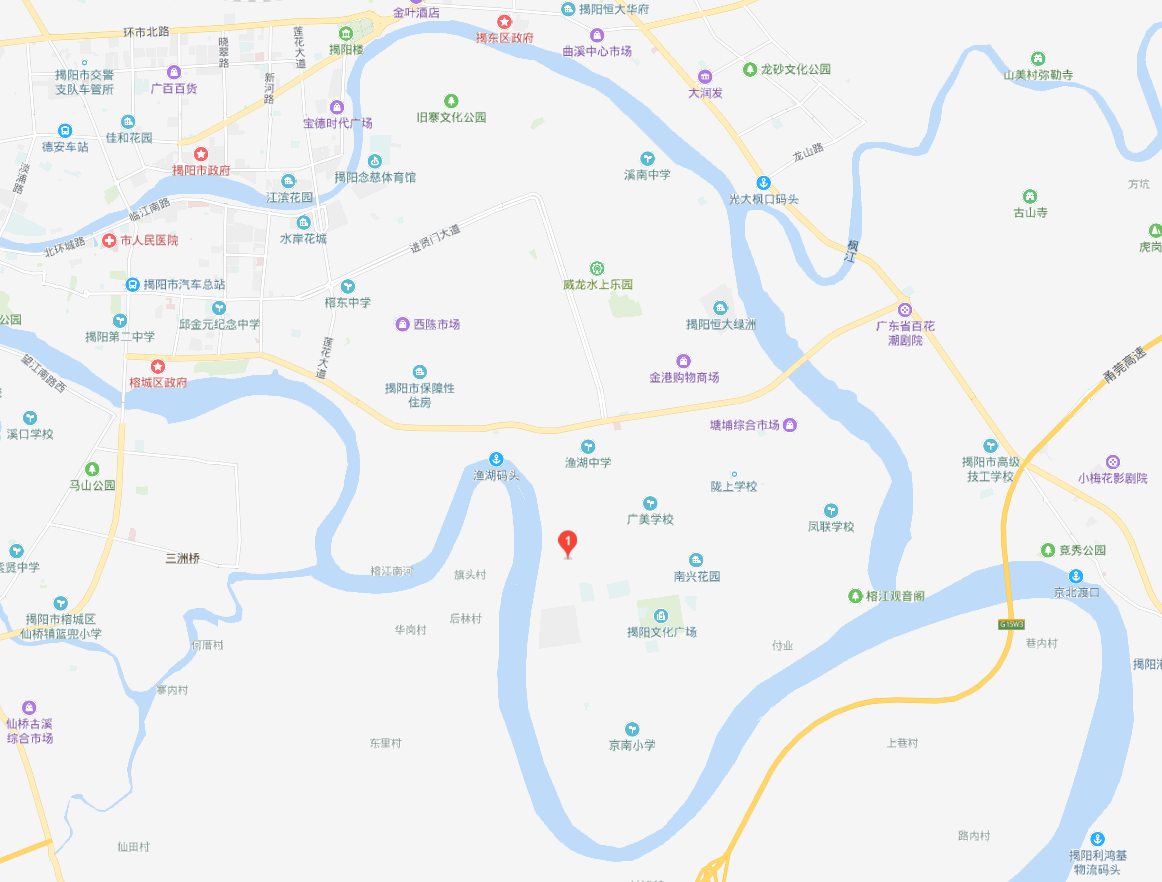 金叶酒店
揭阳恒大华府
环市北路
晓翠路
莲花大道
揭阳楼
揭东区政府
曲溪中心市场
龙砂文化公园
山美村弥勒寺
揭阳市交警
支队车管所
广百百货
新河路
大润发
宝德时代广场
旧寨文化公园
佳和花园
德安车站
揭阳市政府
揭阳念慈体育馆
溪南中学
龙山路
江滨花园
光大枫口码头
方坑
古山寺
临江南路
水岸花城
进贤门大道
市人民医院
北环城路
枫江
虎岗
揭阳市汽车总站
榕东中学
威龙水上乐园
公园
揭阳第二中学
邱金元纪念中学
西陈市场
揭阳恒大绿洲
广东省百花
潮剧院
莲花大道
望江南路西
榕城区政府
揭阳市保障性
住房
金港购物商场
甬莞高速
溪口学校
塘埔综合市场
渔湖中学
渔湖码头
揭阳市高级
技工学校
小梅花影剧院
马山公园
陇上学校
广美学校
凤联学校
1
三洲桥
竟秀公园
榕江南河
旗头村
南兴花园
京北渡口
榕江观音阁
揭阳市榕城区
仙桥镇篮兜小学
后林村
华岗村
揭阳文化广场
G15W3
何厝村
付业
巷内村
寨内村
仙桥古溪
综合市场
东里村
京南小学
上巷村
仙田村
路内村
揭阳利鸿基
物流码头